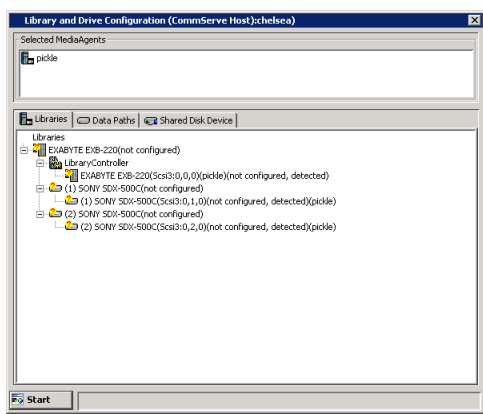 Library and Drive Configuration (CommServe Host):chelsea)
Selected MediaAgents
pickle
Libraries Data Paths Shared Disk Device
Libraries
EXABYTE EXB-220(not configured)
LibraryController
EXABYTE EXB-220(Scsi3:0,0,0)(pickle)(not configured, detected)
(1) SONY SDX-500C(not configured)
(1) SONY SDX-500C(Scsi3:0,1,0)(not configured, detected)(pickle)
(2) SONY SDX-500C(not configured)
(2) SONY SDX-500C(Scsi3:0,2,0)(not configured, detected)(pickle)
Start